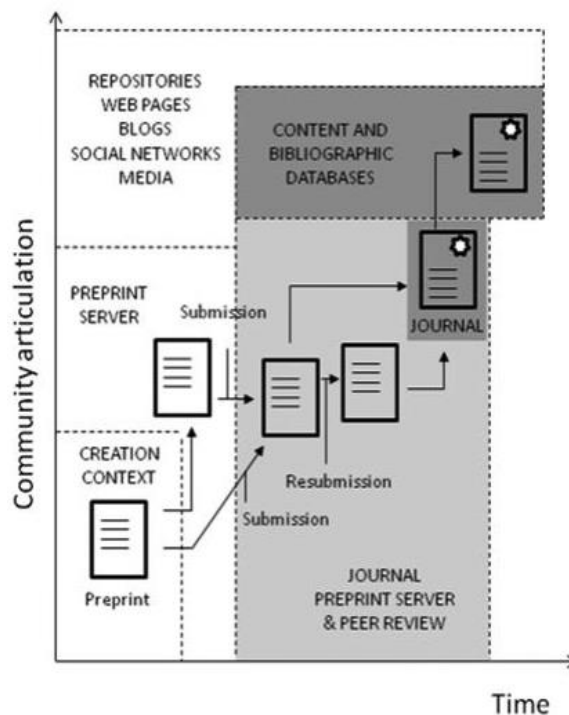 REPOSITORIES
WEB PAGES
BLOGS
SOCIAL NETWORKS
MEDIA
CONTENT AND
BIBLIOGRAPHIC
DATABASES
PREPRINT
SERVER
Submission
JOURNAL
CREATION
CONTEXT
Resubmission
Submission
Preprint
JOURNAL
PREPRINT SERVER
& PEER REVIEW
Community articulation
Time